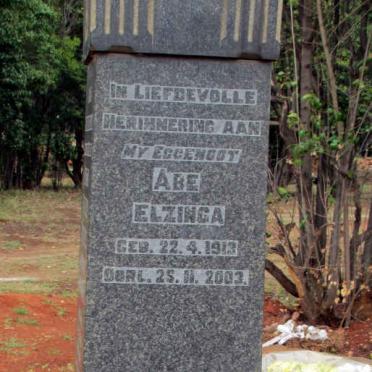 IN LIEFDEVOLLE
HERINNERING AAN
MY EGGENOOT
ABE
ELZINGA
GEB. 22.4.1913
OORL. 25.11.2003.